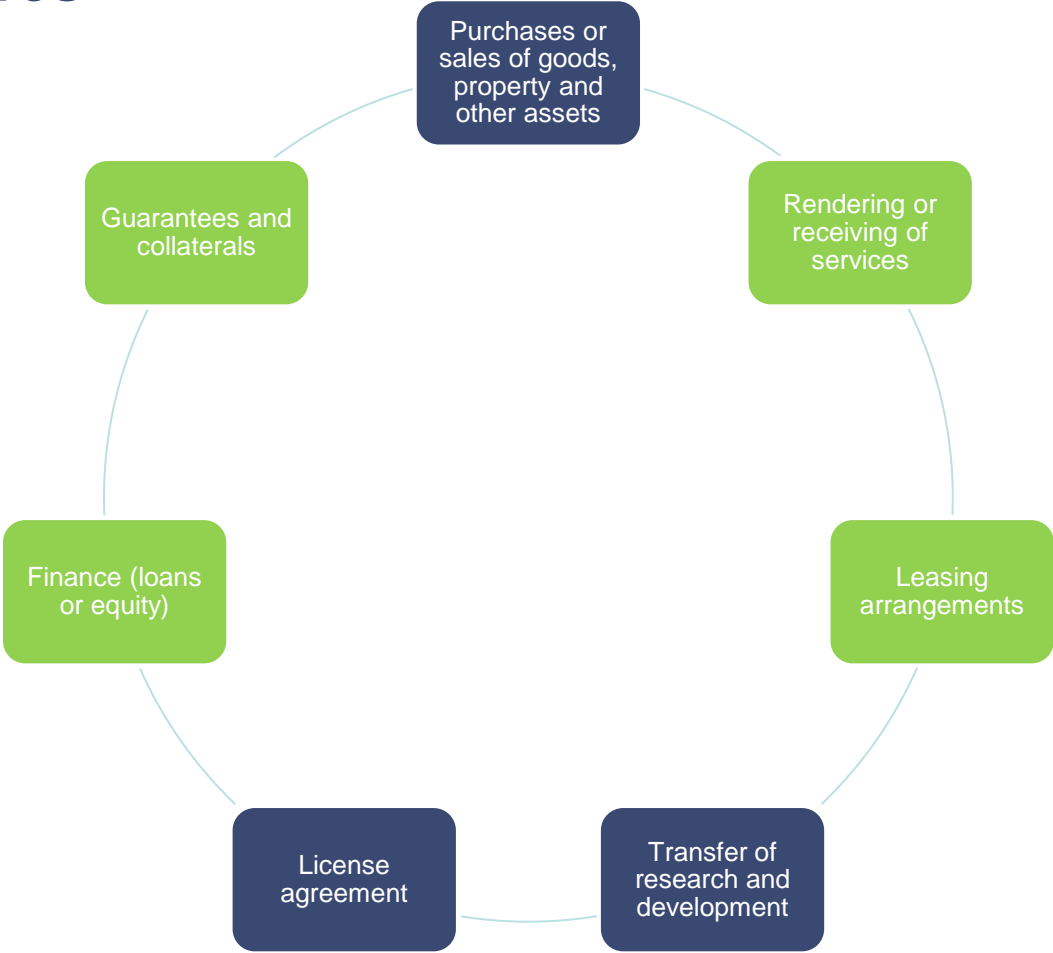 Purchases or
sales of goods,
property and
other assets
Rendering or
receiving of
services
Leasing
arrangements
Transfer of
research and
development
License
agreement
Finance (loans
or equity)
Guarantees and
collaterals